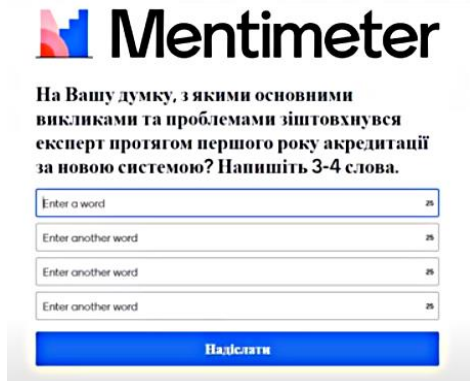 Mentimeter
На Вашу думку, з якими основними
викликами та проблемами зіштовхнувся
експерт протягом першого року акредитації
за новою системою? Напишіть 3-4 слова.
Enter a word 25
Enter another word 25
Enter another word 25
Enter another word 25
Надіслати